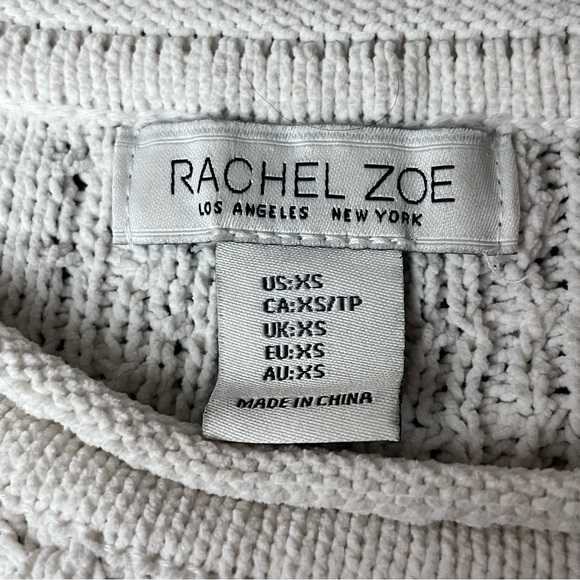 RACHEL ZOE
LOS ANGELES NEW YORK
US:XS
CA:XS/TP
UK:XS
EU:XS
AU:XS
MADE IN CHINA